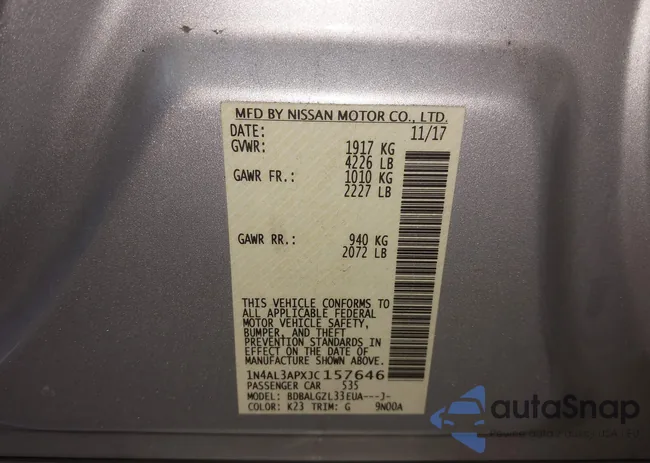 MFD BY NISSAN MOTOR CO., LTD.
DATE: 11/17
GVWR: 1917 KG
4226 LB
GAWR FR.: 1010 KG
2227 LB
GAWR RR.: 940 KG
2072 LB
THIS VEHICLE CONFORMS TO
ALL APPLICABLE FEDERAL
MOTOR VEHICLE SAFETY,
BUMPER, AND THEFT
PREVENTION STANDARDS IN
EFFECT ON THE DATE OF
MANUFACTURE SHOWN ABOVE.
1N4AL3APXJC157646
PASSENGER CAR 535
MODEL: BDBALGZL33EUA---J-
COLOR: K23 TRIM: G 9N00A
autoSnap